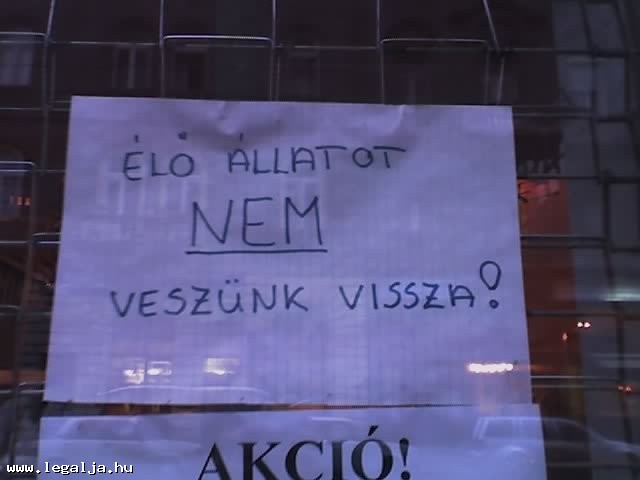 ÉLŐ ÁLLATOT
NEM
VESZÜNK VISSZA!
AKCIÓ!
www.legalja.hu